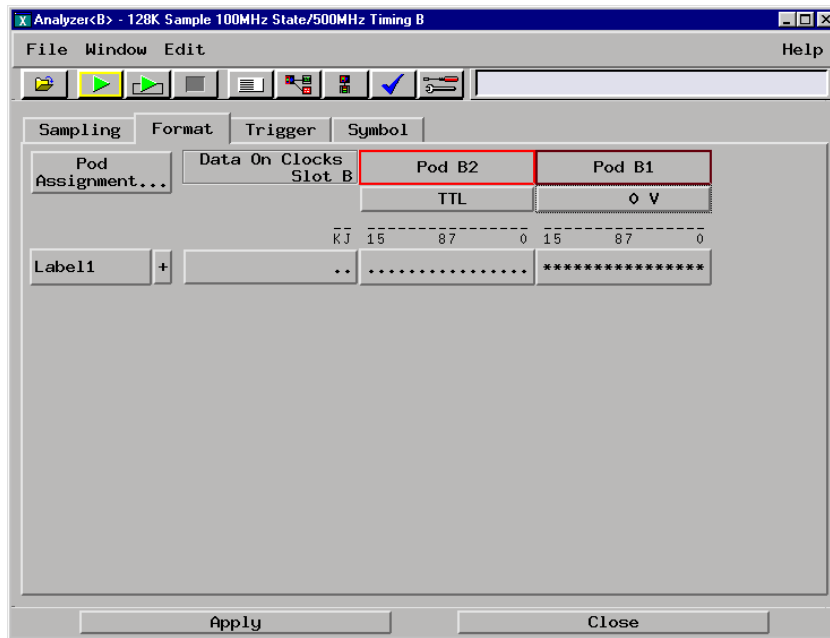 Analyzer<B> - 128K Sample 100MHz State/500MHz Timing B
File Window Edit Help
Sampling Format Trigger Symbol
Pod Assignment...
Data On Clocks
Slot B
Pod B2 Pod B1
TTL 0 V
KJ 15 87 0 15 87 0
Label1 + .. ................ ****************
Apply Close